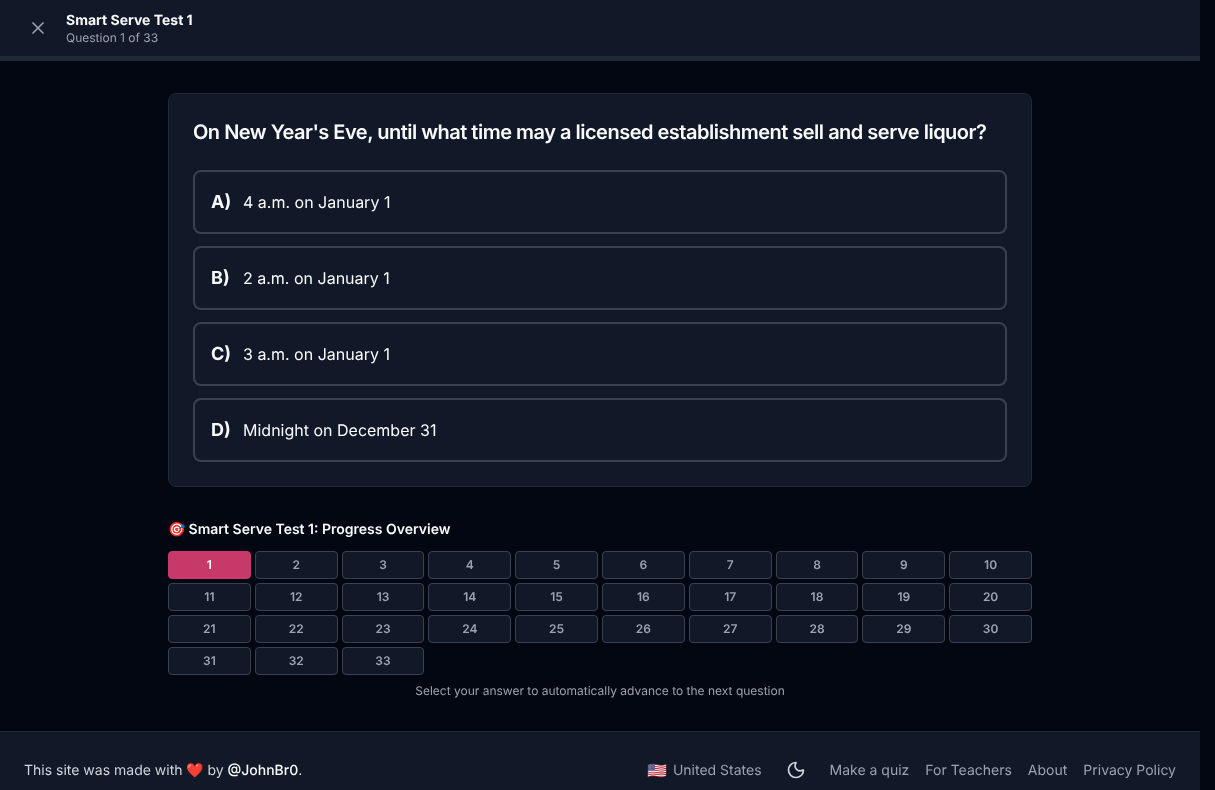 Smart Serve Test 1
Question 1 of 33
On New Year's Eve, until what time may a licensed establishment sell and serve liquor?
A) 4 a.m. on January 1
B) 2 a.m. on January 1
C) 3 a.m. on January 1
D) Midnight on December 31
🎯 Smart Serve Test 1: Progress Overview
1 2 3 4 5 6 7 8 9 10
11 12 13 14 15 16 17 18 19 20
21 22 23 24 25 26 27 28 29 30
31 32 33
Select your answer to automatically advance to the next question
This site was made with ❤️ by @JohnBr0. 🇺🇸 United States Make a quiz For Teachers About Privacy Policy